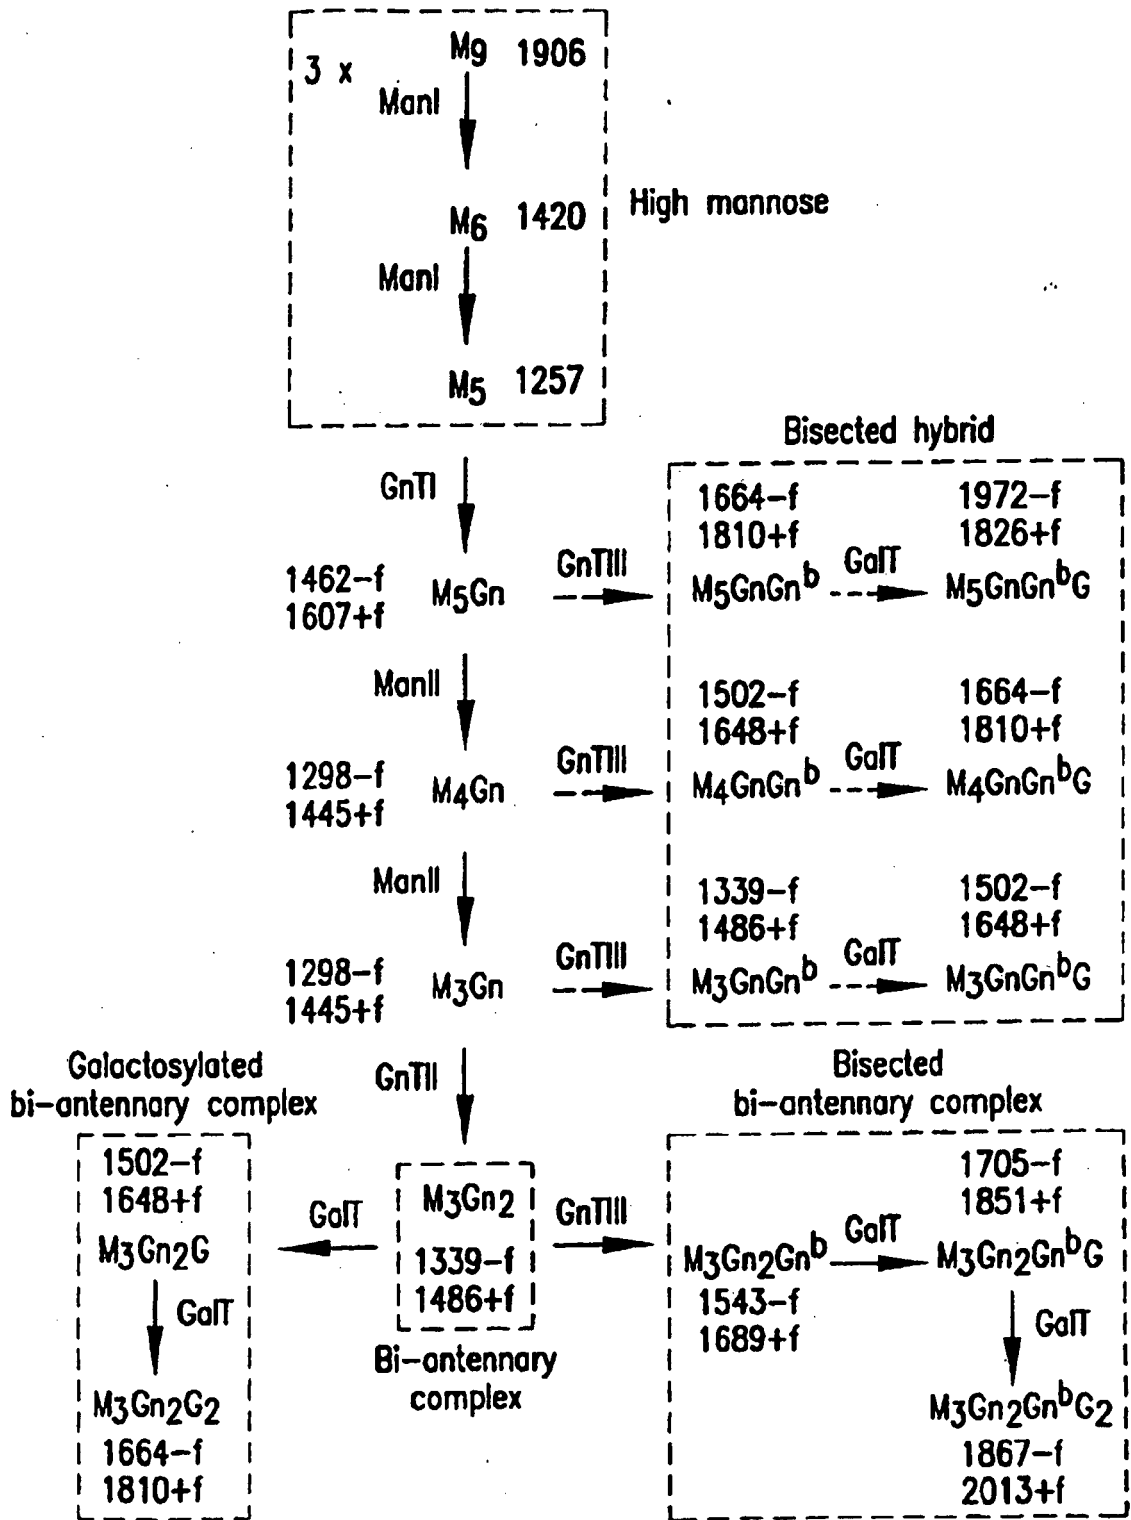 3 x
M9 1906
ManI
M6 1420
ManI
M5 1257
High mannose
GnTI
Bisected hybrid
1462-f
1607+f
M5Gn
GnTIII
1664-f
1810+f
M5GnGnb
GalT
1972-f
1826+f
M5GnGnbG
ManII
1298-f
1445+f
M4Gn
GnTIII
1502-f
1648+f
M4GnGnb
GalT
1664-f
1810+f
M4GnGnbG
ManII
1298-f
1445+f
M3Gn
GnTIII
1339-f
1486+f
M3GnGnb
GalT
1502-f
1648+f
M3GnGnbG
GnTII
Galactosylated
bi-antennary complex
1502-f
1648+f
M3Gn2G
GalT
M3Gn2G2
1664-f
1810+f
GalT
M3Gn2
1339-f
1486+f
Bi-antennary
complex
GnTIII
Bisected
bi-antennary complex
M3Gn2Gnb
1543-f
1689+f
GalT
1705-f
1851+f
M3Gn2GnbG
GalT
M3Gn2GnbG2
1867-f
2013+f